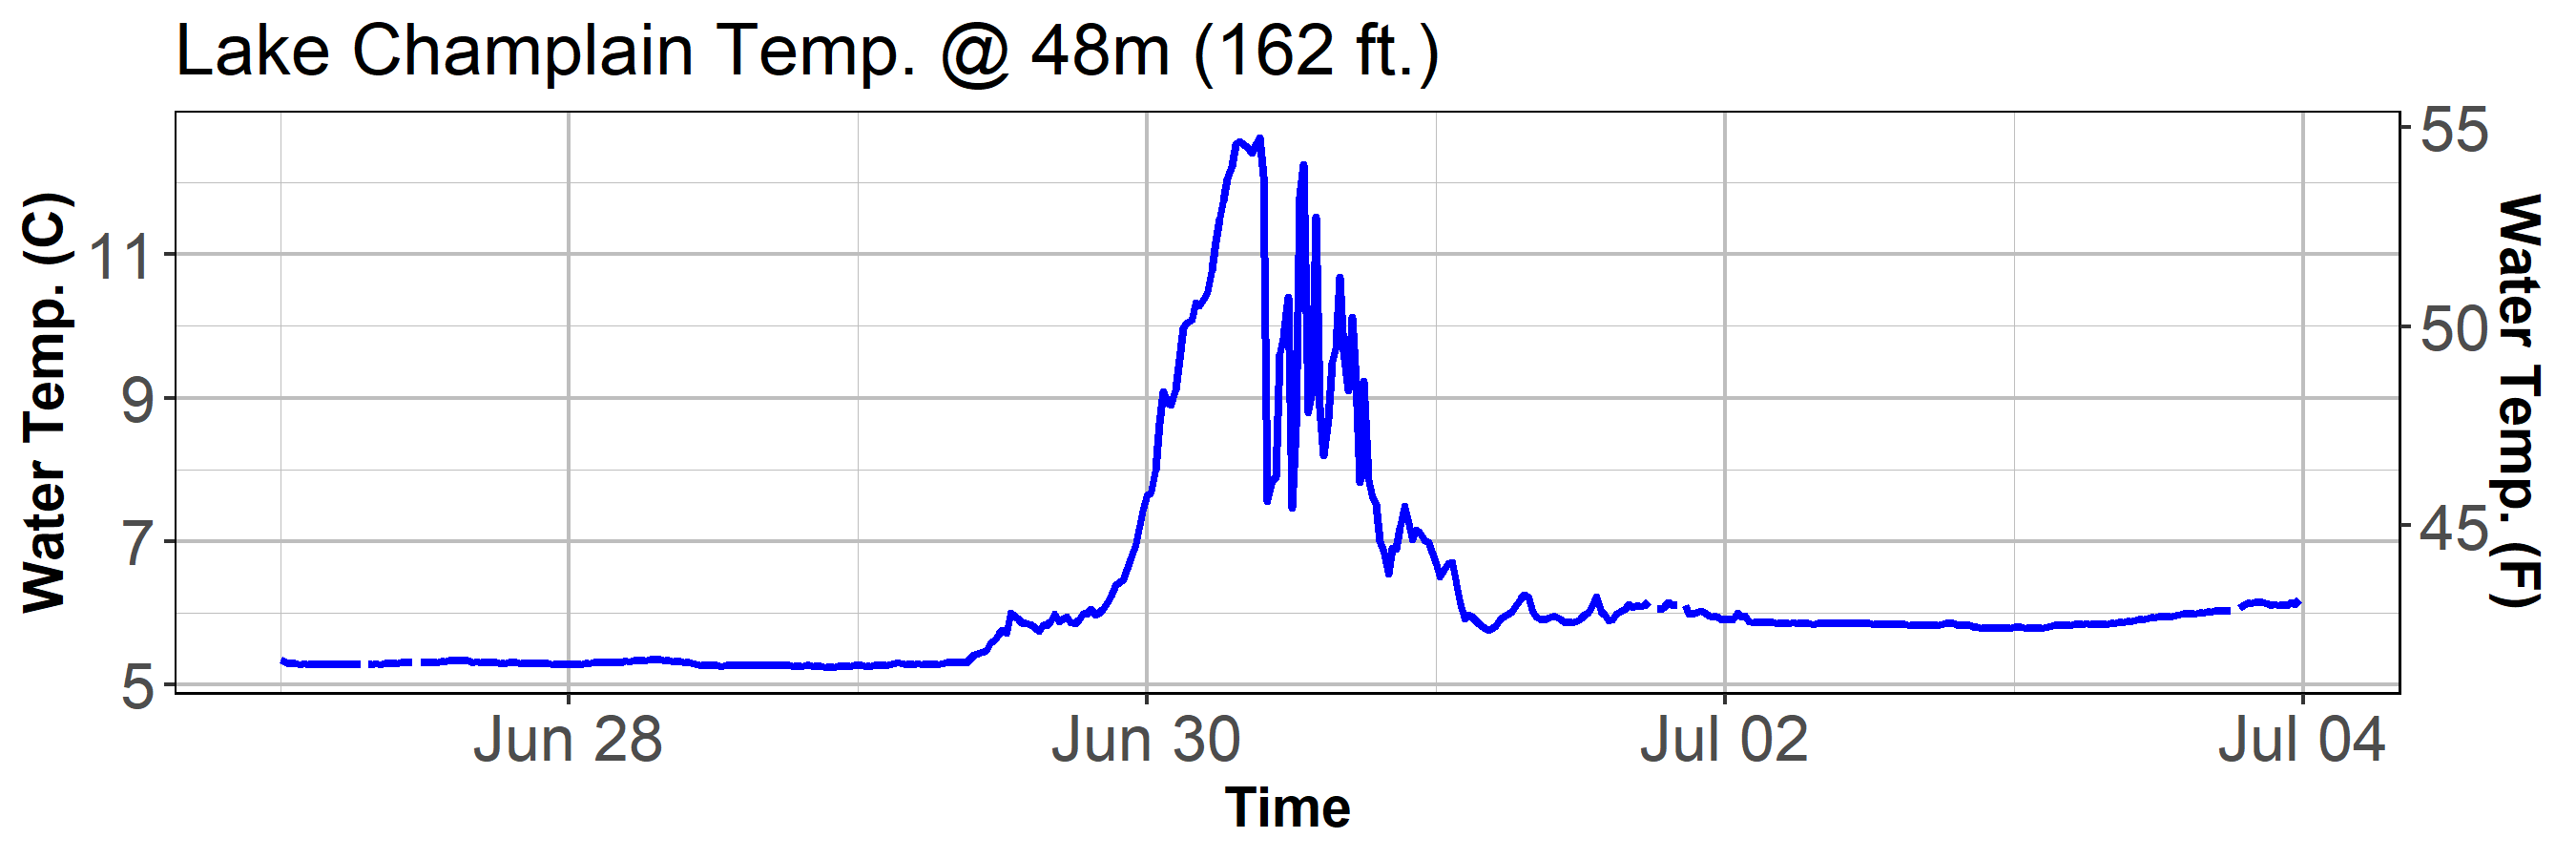 Lake Champlain Temp. @ 48m (162 ft.)
Water Temp. (C)
11
9
7
5
55
50
45
Water Temp. (F)
Jun 28
Jun 30
Jul 02
Jul 04
Time